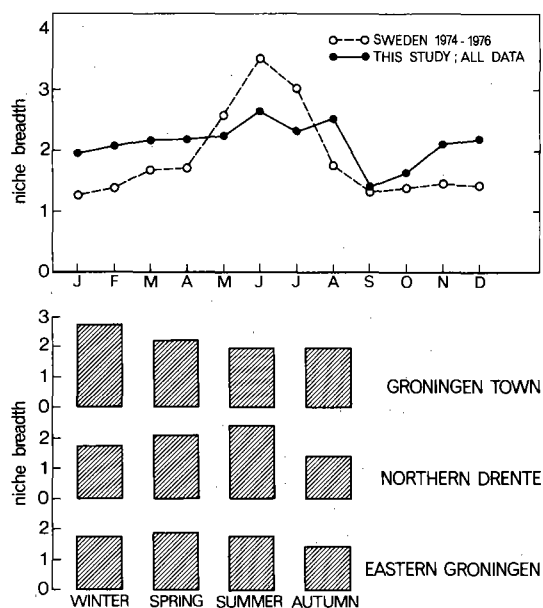 4
3
2
1
0
niche breadth
SWEDEN 1974-1976
THIS STUDY; ALL DATA
J F M A M J J A S O N D
3
2
1
0
GRONINGEN TOWN
niche breadth
2
1
0
NORTHERN DRENTE
2
1
0
EASTERN GRONINGEN
WINTER SPRING SUMMER AUTUMN